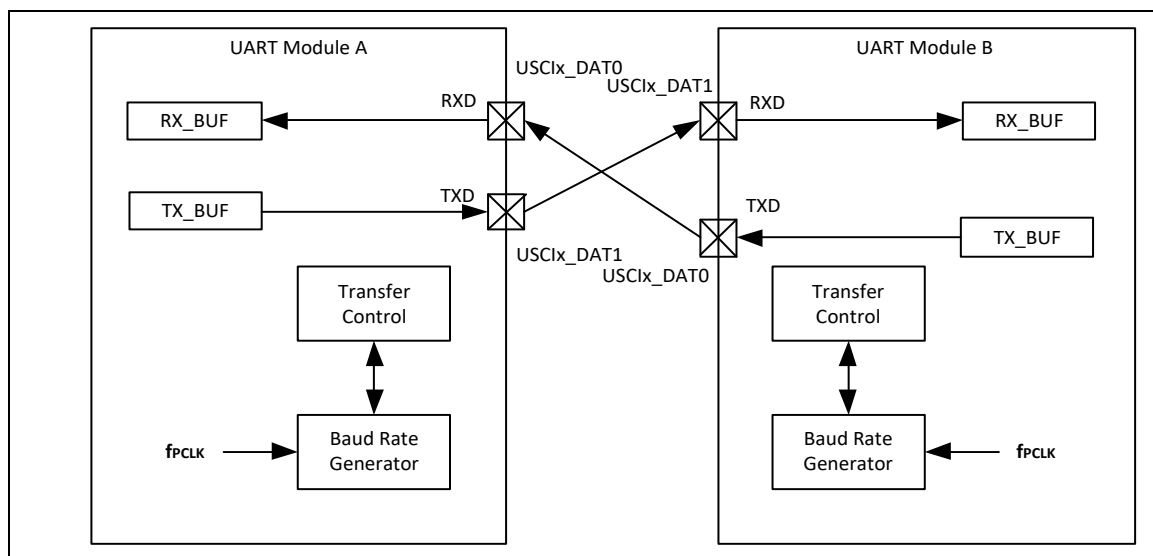 UART Module A
UART Module B
USCIx_DAT0
USCIx_DAT1
RXD
RXD
RX_BUF
RX_BUF
TXD
TXD
TX_BUF
TX_BUF
USCIx_DAT1
USCIx_DAT0
Transfer
Control
Transfer
Control
fPCLK
Baud Rate
Generator
Baud Rate
Generator
fPCLK